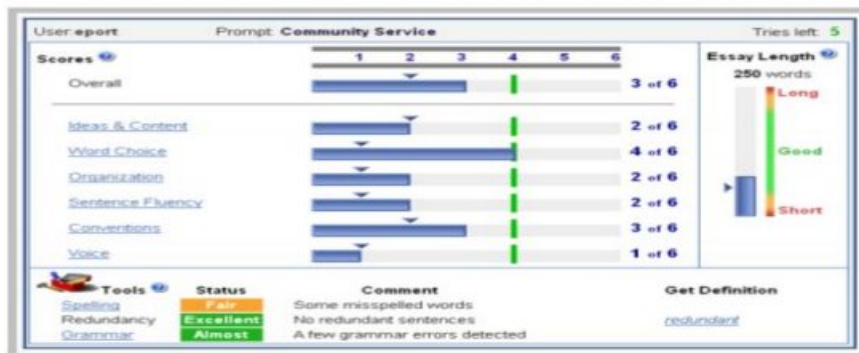 User: eport Prompt: Community Service Tries left: 5
Scores 1 2 3 4 5 6 Essay Length
250 words
Overall 3 of 6
Long
Ideas & Content 2 of 6
Word Choice 4 of 6
Good
Organization 2 of 6
Sentence Fluency 2 of 6
Short
Conventions 3 of 6
Voice 1 of 6
Tools Status Comment Get Definition
Spelling Fair Some misspelled words
Redundancy Excellent No redundant sentences redundant
Grammar Almost A few grammar errors detected